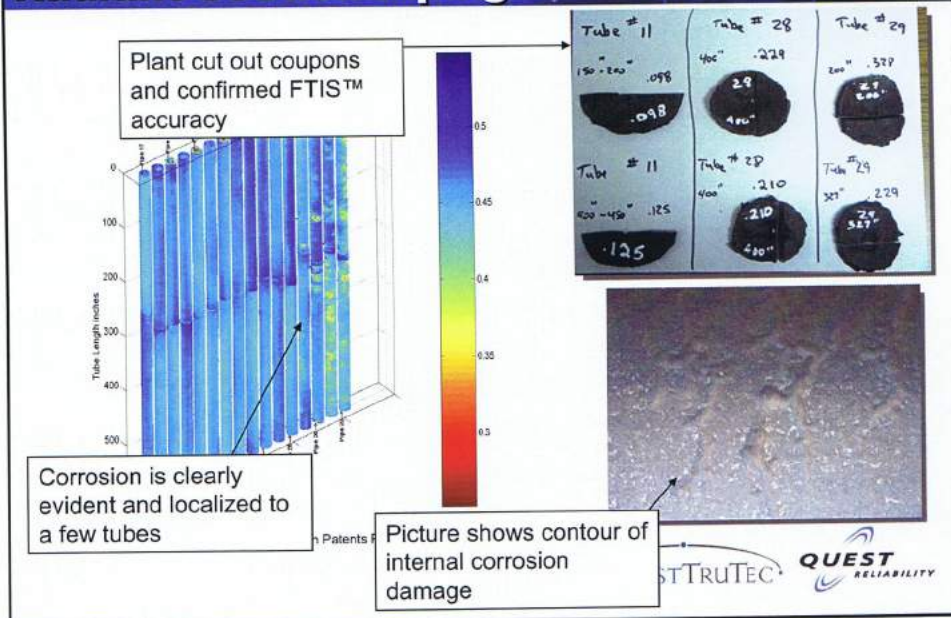 Plant cut out coupons
and confirmed FTIS™
accuracy
Tube # 11
150"-200" .098
.098
Tube # 28
400" .229
28
400"
Tube # 29
200" .328
29
200"
Tube # 11
.125
.125
Tube # 28
400" .210
.210
400"
Tube # 29
327" .229
29
327"
0
100
200
300
400
500
Tube Length inches
0.5
0.45
0.4
0.35
0.3
Corrosion is clearly
evident and localized to
a few tubes
n Patents
Picture shows contour of
internal corrosion
damage
STTRUTEC
QUEST
RELIABILITY